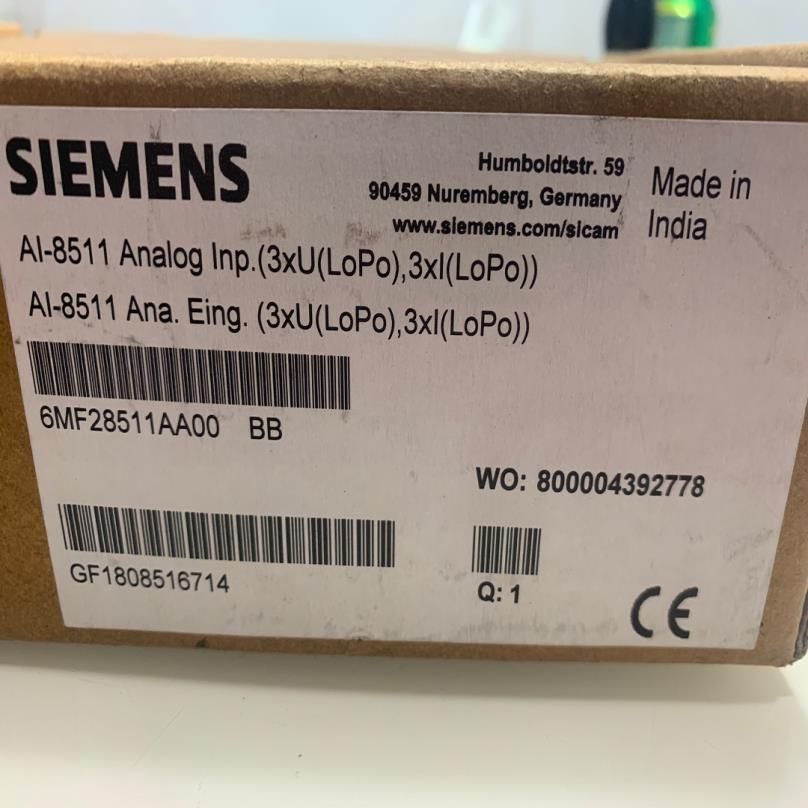 SIEMENS
Humboldtstr. 59
90459 Nuremberg, Germany
www.siemens.com/sicam
Made in
India
AI-8511 Analog Inp.(3xU(LoPo),3xI(LoPo))
AI-8511 Ana. Eing. (3xU(LoPo),3xI(LoPo))
6MF28511AA00 BB
WO: 800004392778
GF1808516714
Q: 1
CE